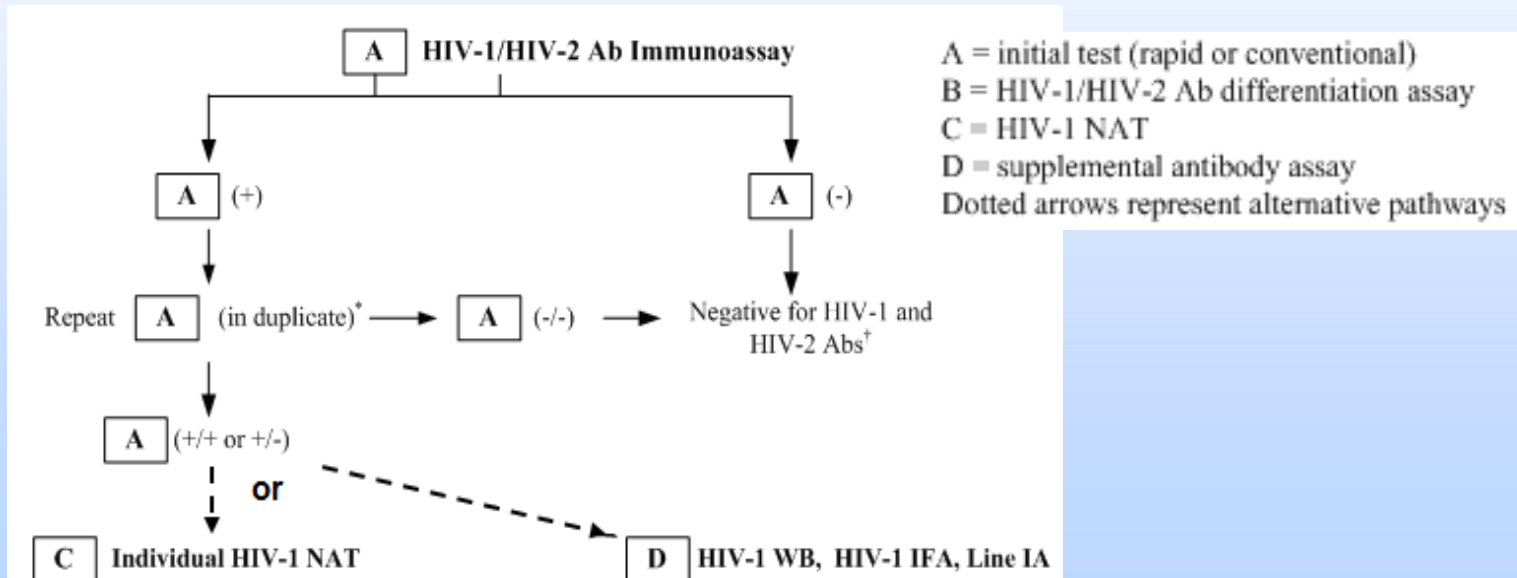 A HIV-1/HIV-2 Ab Immunoassay
A = initial test (rapid or conventional)
B = HIV-1/HIV-2 Ab differentiation assay
C = HIV-1 NAT
D = supplemental antibody assay
Dotted arrows represent alternative pathways
A (+)
A (-)
Repeat A (in duplicate)*
A (-/-)
Negative for HIV-1 and
HIV-2 Abs†
A (+/+ or +/-)
or
C Individual HIV-1 NAT
D HIV-1 WB, HIV-1 IFA, Line IA